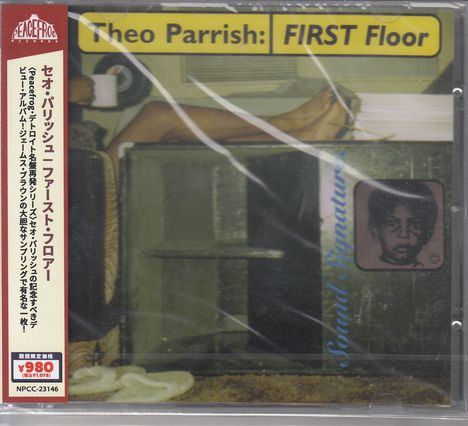 PEACEFROG
RECORDS
Theo Parrish: FIRST Floor
セオ・パリッシュ | ファースト・フロアー
〈Peacefrog・デトロイト名盤再発シリーズ〉セオ・パリッシュの記念すべきデ
ビュー・アルバム！ジェームス・ブラウンの大胆なサンプリングで有名な一枚！
期間限定価格
¥980
(税込¥1,078)
NPCC-23146
Sound Signature
©